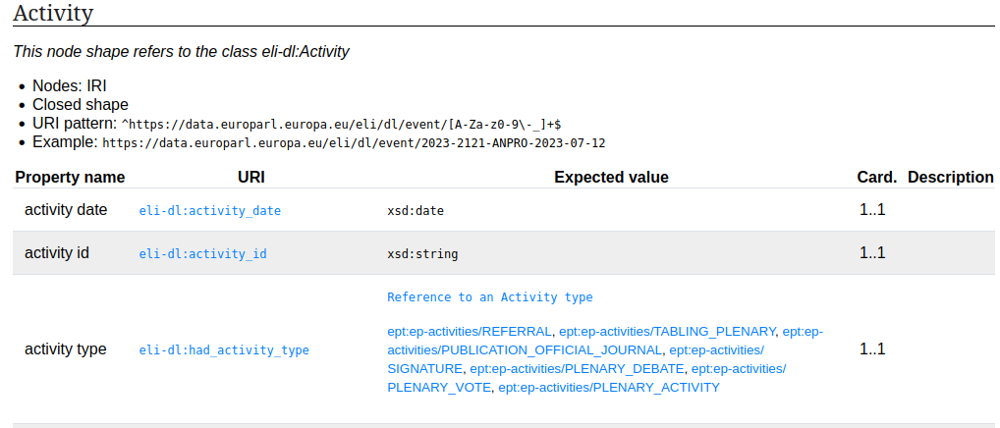 Activity
This node shape refers to the class eli-dl:Activity
Nodes: IRI
Closed shape
URI pattern: ^https://data.europarl.europa.eu/eli/dl/event/[A-Za-z0-9\-_]+$
Example: https://data.europarl.europa.eu/eli/dl/event/2023-2121-ANPRO-2023-07-12
Property name URI Expected value Card. Description
activity date eli-dl:activity_date xsd:date 1..1
activity id eli-dl:activity_id xsd:string 1..1
Reference to an Activity type
ept:ep-activities/REFERRAL, ept:ep-activities/TABLING_PLENARY, ept:ep-
activity type eli-dl:had_activity_type activities/PUBLICATION_OFFICIAL_JOURNAL, ept:ep-activities/ 1..1
SIGNATURE, ept:ep-activities/PLENARY_DEBATE, ept:ep-activities/
PLENARY_VOTE, ept:ep-activities/PLENARY_ACTIVITY